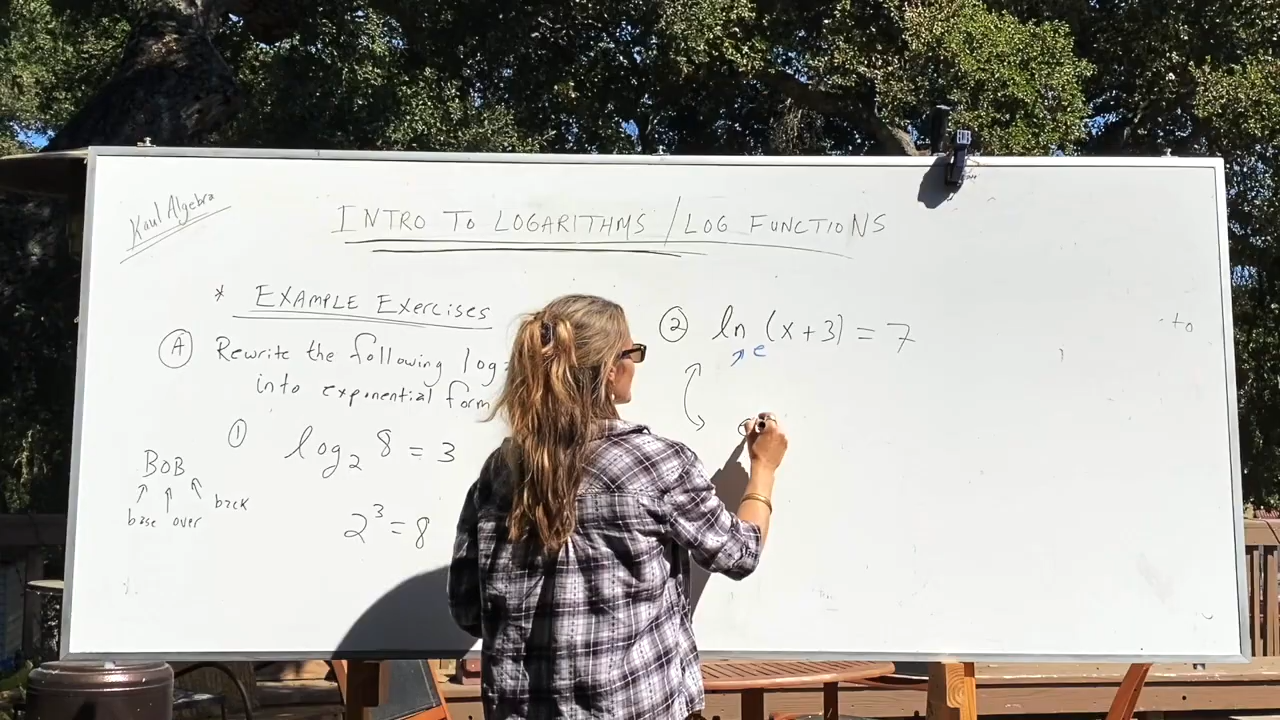 Kaul Algebra
INTRO TO LOGARITHMS / LOG FUNCTIONS
* EXAMPLE Exercises
(A) Rewrite the following log
into exponential form
① log₂ 8 = 3
BOB
base over back
2³ = 8
② ln (x+3) = 7
e
to